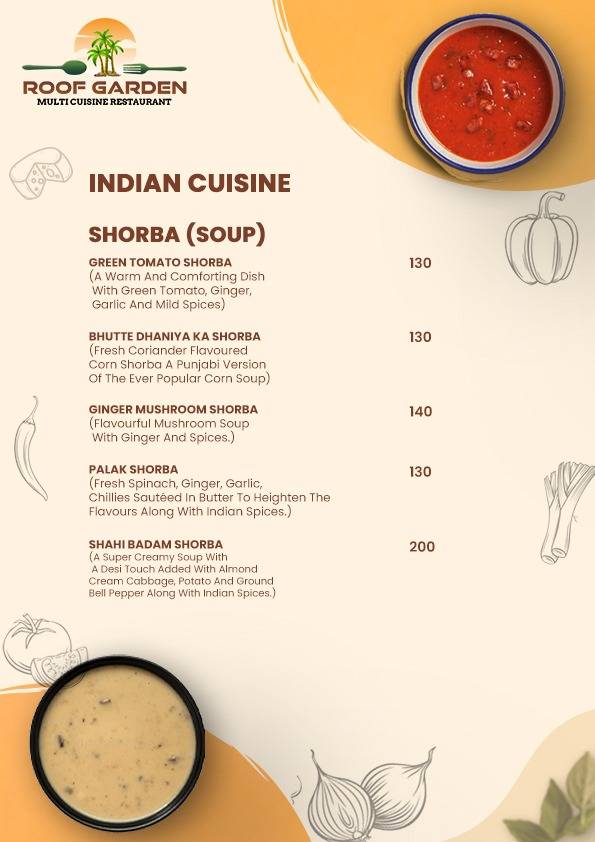 ROOF GARDEN
MULTI CUISINE RESTAURANT
INDIAN CUISINE
SHORBA (SOUP)
GREEN TOMATO SHORBA 130
(A Warm And Comforting Dish
With Green Tomato, Ginger,
Garlic And Mild Spices)
BHUTTE DHANIYA KA SHORBA 130
(Fresh Coriander Flavoured
Corn Shorba A Punjabi Version
Of The Ever Popular Corn Soup)
GINGER MUSHROOM SHORBA 140
(Flavourful Mushroom Soup
With Ginger And Spices.)
PALAK SHORBA 130
(Fresh Spinach, Ginger, Garlic,
Chillies Sautéed In Butter To Heighten The
Flavours Along With Indian Spices.)
SHAHI BADAM SHORBA 200
(A Super Creamy Soup With
A Desi Touch Added With Almond
Cream Cabbage, Potato And Ground
Bell Pepper Along With Indian Spices.)